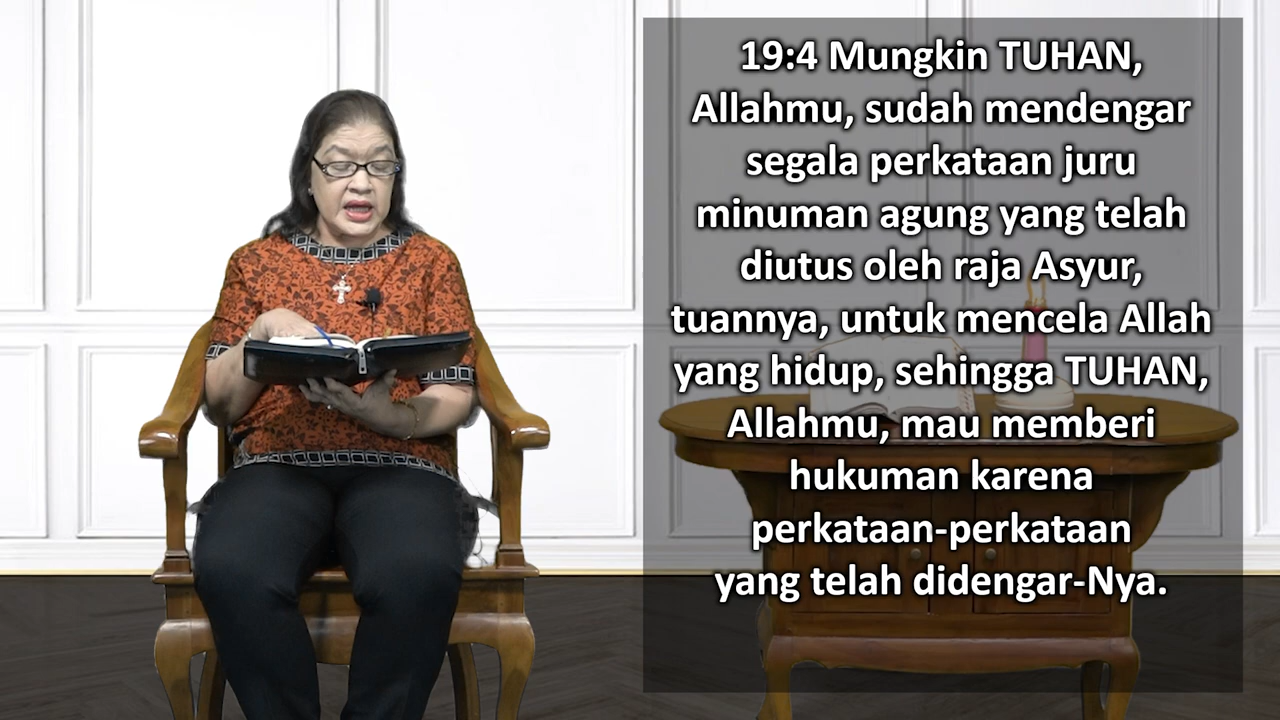 19:4 Mungkin TUHAN,
Allahmu, sudah mendengar
segala perkataan juru
minuman agung yang telah
diutus oleh raja Asyur,
tuannya, untuk mencela Allah
yang hidup, sehingga TUHAN,
Allahmu, mau memberi
hukuman karena
perkataan-perkataan
yang telah didengar-Nya.